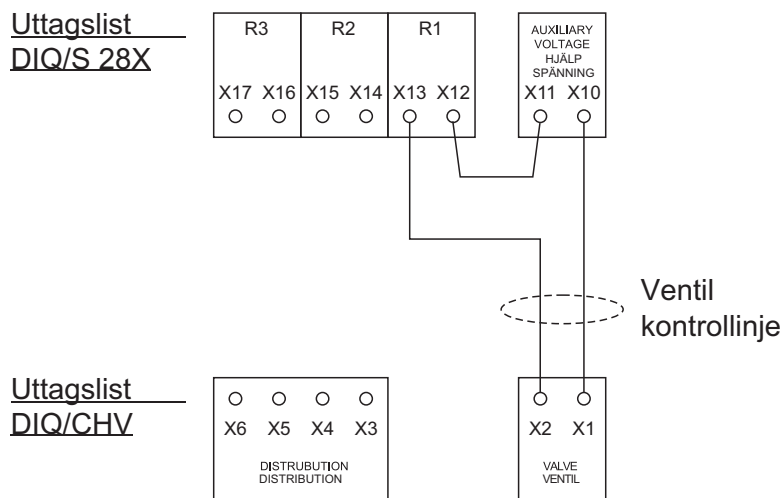 Uttagslist
DIQ/S 28X
R3 R2 R1
AUXILIARY
VOLTAGE
HJÄLP
SPÄNNING
X17 X16 X15 X14 X13 X12 X11 X10
Ventil
kontrollinje
Uttagslist
DIQ/CHV
X6 X5 X4 X3 X2 X1
DISTRUBUTION
DISTRIBUTION
VALVE
VENTIL